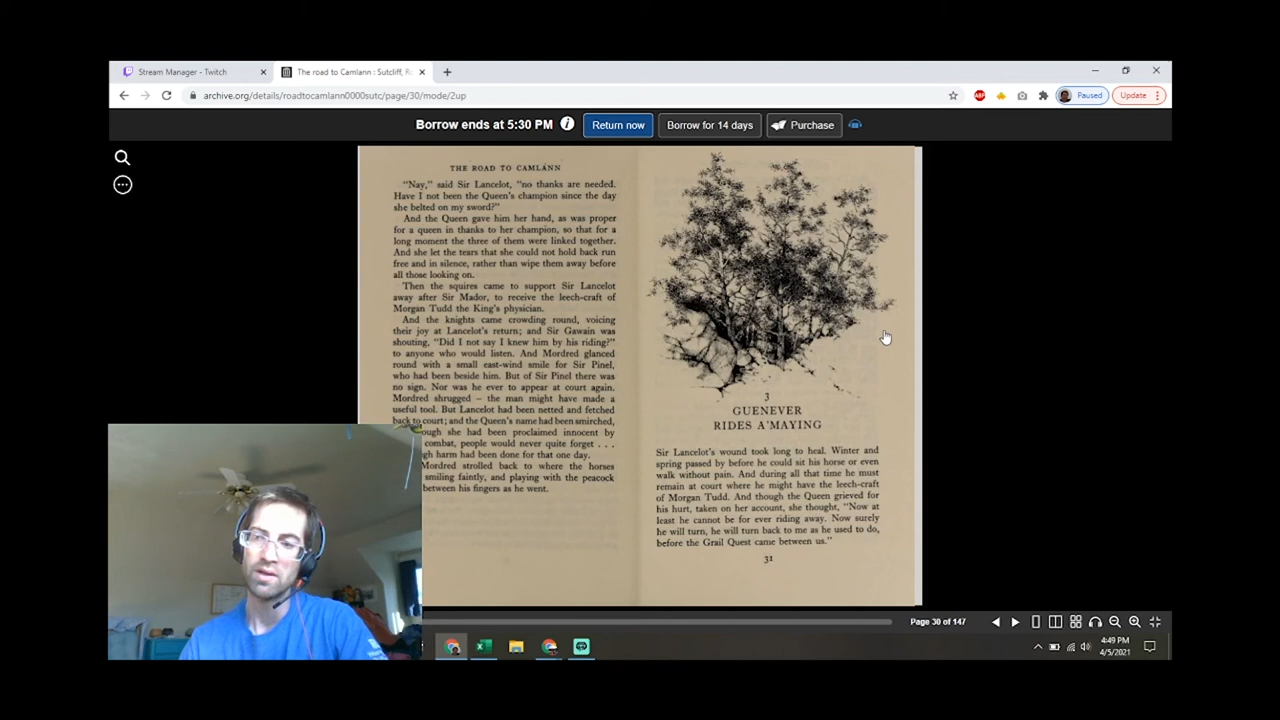 Stream Manager - Twitch
The road to Camlann : Sutcliff, Ro
archive.org/details/roadtocamlann0000sutc/page/30/mode/2up
Paused
Update
Borrow ends at 5:30 PM
Return now
Borrow for 14 days
Purchase
THE ROAD TO CAMLANN
"Nay," said Sir Lancelot, "no thanks are needed.
Have I not been the Queen's champion since the day
she belted on my sword?"
And the Queen gave him her hand, as was proper
for a queen in thanks to her champion, so that for a
long moment the three of them were linked together.
And she let the tears that she could not hold back run
free and in silence, rather than wipe them away before
all those looking on.
Then the squires came to support Sir Lancelot
away after Sir Mador, to receive the leech-craft of
Morgan Tudd the King's physician.
And the knights came crowding round, voicing
their joy at Lancelot's return; and Sir Gawain was
shouting, "Did I not say I knew him by his riding?"
to anyone who would listen. And Mordred glanced
round with a small east-wind smile for Sir Pinel,
who had been beside him. But of Sir Pinel there was
no sign. Nor was he ever to appear at court again.
Mordred shrugged – the man might have made a
useful tool. But Lancelot had been netted and fetched
back to court; and the Queen's name had been smirched,
ough she had been proclaimed innocent by
combat, people would never quite forget . . .
gh harm had been done for that one day.
Mordred strolled back to where the horses
smiling faintly, and playing with the peacock
between his fingers as he went.
3
GUENEVER
RIDES A'MAYING
Sir Lancelot's wound took long to heal. Winter and
spring passed by before he could sit his horse or even
walk without pain. And during all that time he must
remain at court where he might have the leech-craft
of Morgan Tudd. And though the Queen grieved for
his hurt, taken on her account, she thought, "Now at
least he cannot be for ever riding away. Now surely
he will turn, he will turn back to me as he used to do,
before the Grail Quest came between us."
31
Page 30 of 147
4:49 PM
4/5/2021